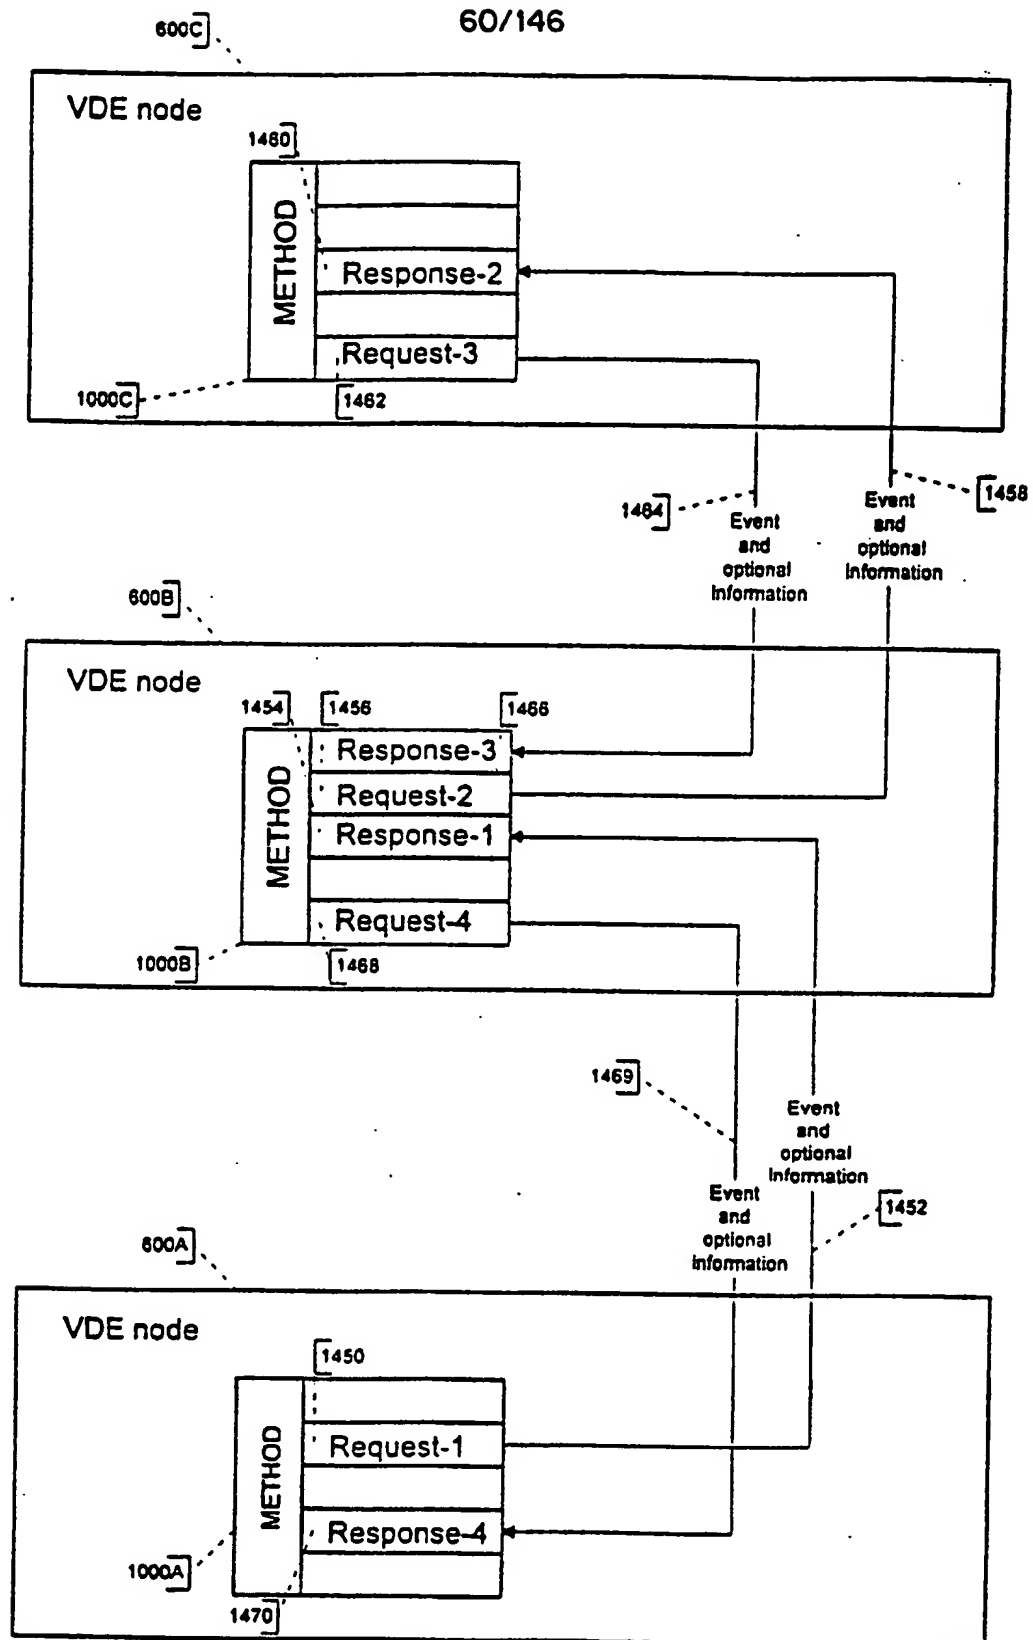 60/146
600C
VDE node
1460
METHOD
Response-2
Request-3
1000C
1462
1464
Event
and
optional
Information
1458
Event
and
optional
Information
600B
VDE node
1454
1456
1466
METHOD
Response-3
Request-2
Response-1
Request-4
1000B
1468
1469
Event
and
optional
Information
Event
and
optional
Information
1452
600A
VDE node
1450
METHOD
Request-1
Response-4
1000A
1470